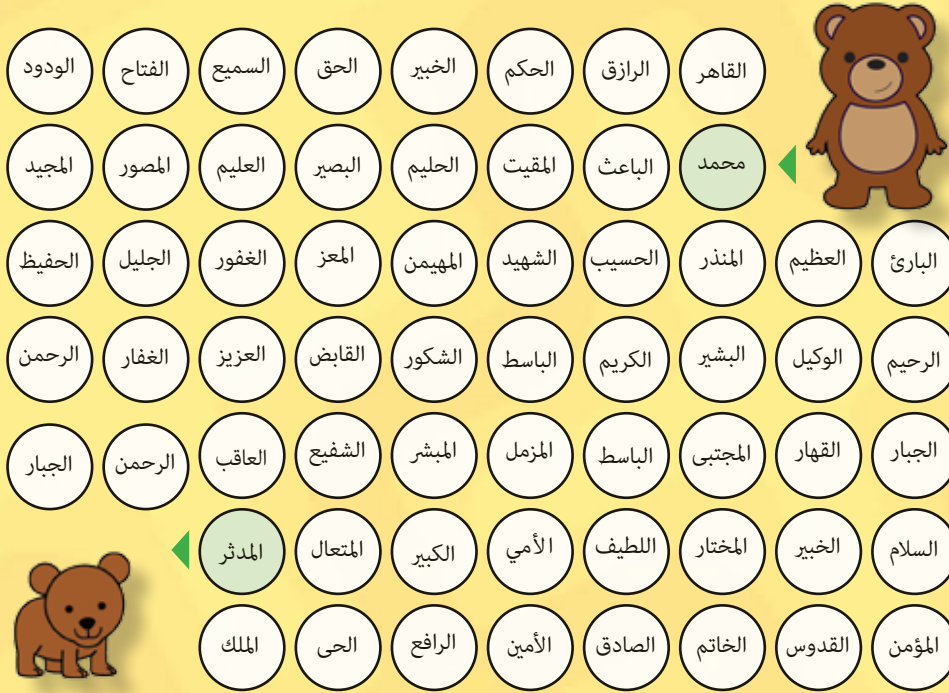 القاهر الرازق الحكم الخبير الحق السميع الفتاح الودود
محمد الباعث المقيت الحليم البصير العليم المصور المجيد
البارئ العظيم المنذر الحسيب الشهيد المهيمن المعز الغفور الجليل الحفيظ
الرحيم الوكيل البشير الكريم الباسط الشكور القابض العزيز الغفار الرحمن
الجبار القهار المجتبى الباسط المزمل المبشر الشفيع العاقب الرحمن الجبار
السلام الخبير المختار اللطيف الأمي الكبير المتعال المدثر
المؤمن القدوس الخاتم الصادق الأمين الرافع الحى الملك